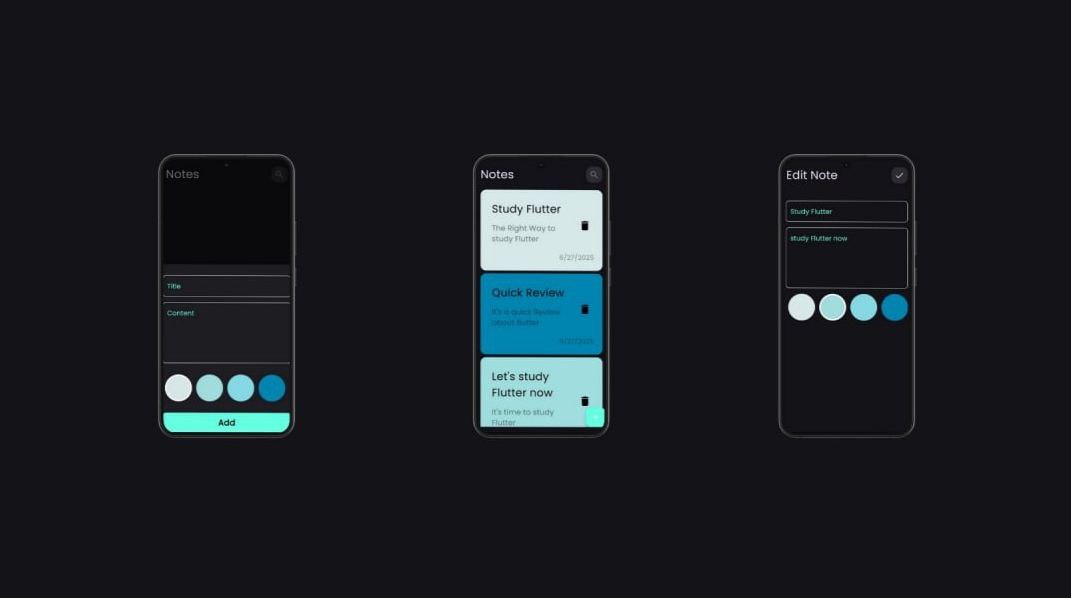 Notes
Title
Content
Add
Notes
Study Flutter
The Right Way to
study Flutter
6/27/2025
Quick Review
It's a quick Review
about flutter
6/27/2025
Let's study
Flutter now
It's time to study
Flutter
Edit Note
Study Flutter
study Flutter now